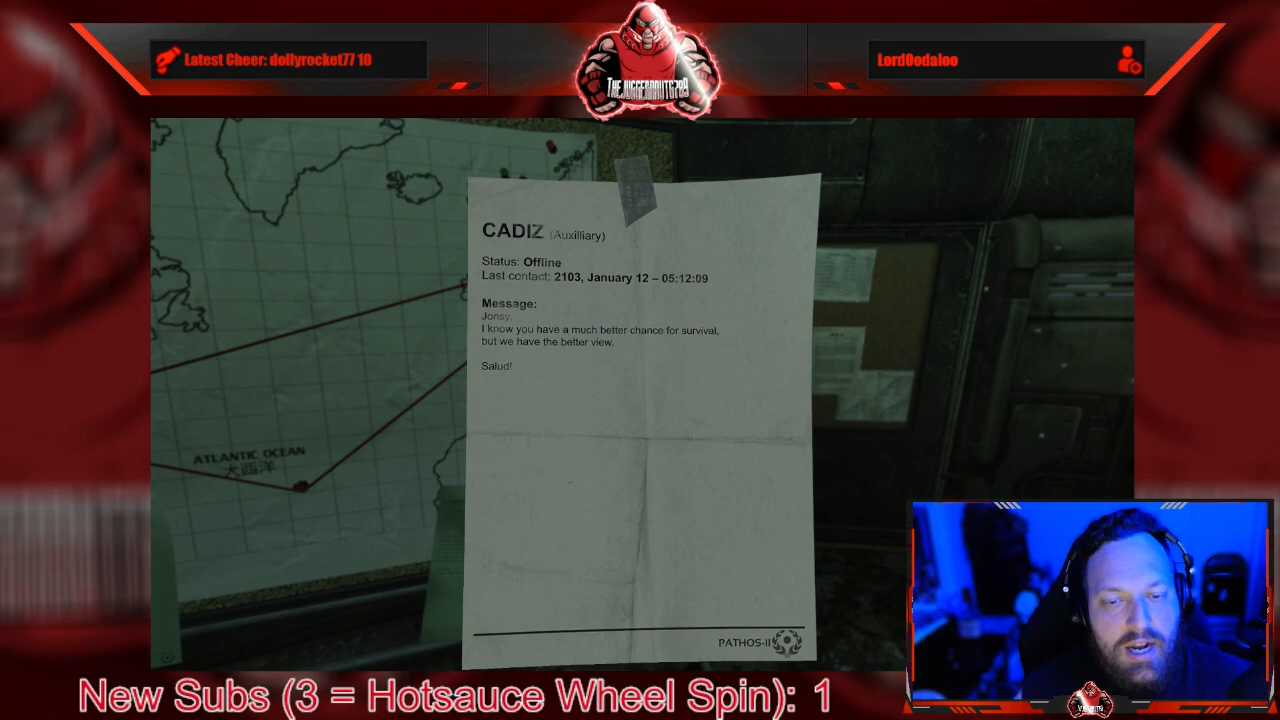 Latest Cheer: dollyrocket77 10
THEJUGGERNAUTG789
LordOodaloo
CADIZ (Auxilliary)
Status: Offline
Last contact: 2103, January 12 – 05:12:09
Message:
Jonsy,
I know you have a much better chance for survival,
but we have the better view.
Salud!
ATLANTIC OCEAN
大西洋
PATHOS-II
New Subs (3 = Hotsauce Wheel Spin): 1